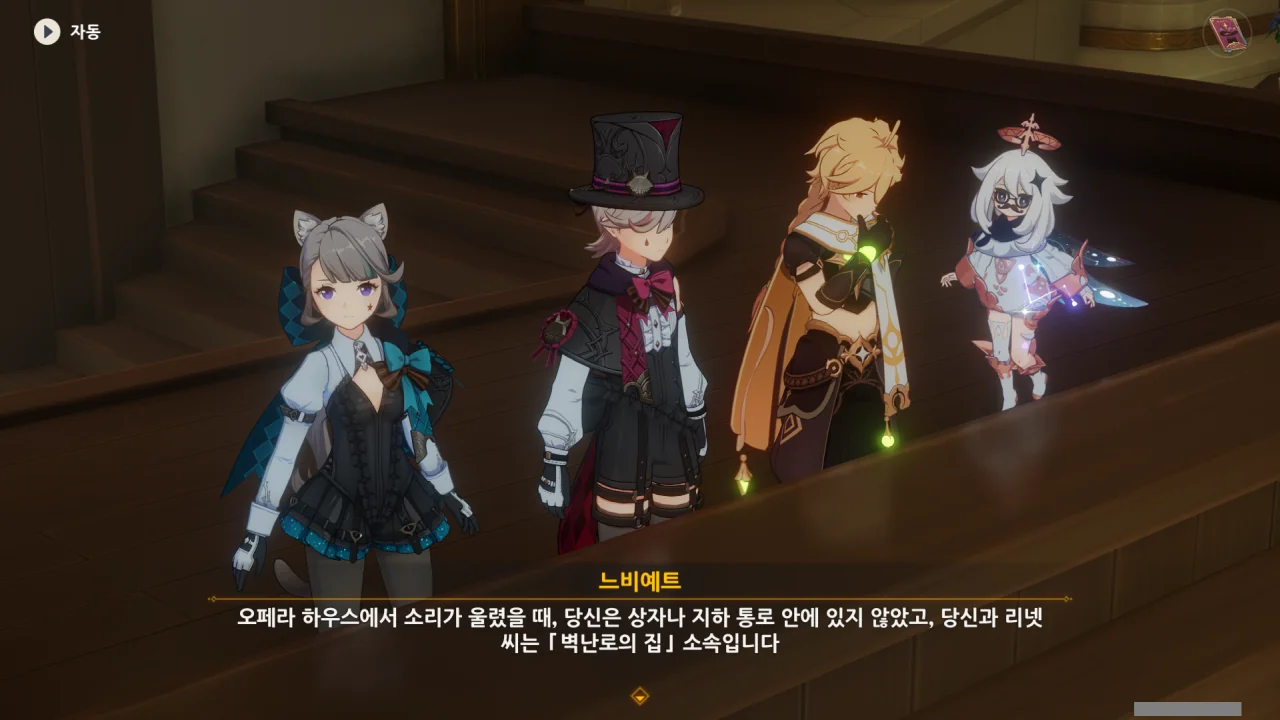 자동
느비예트
오페라 하우스에서 소리가 울렸을 때, 당신은 상자나 지하 통로 안에 있지 않았고, 당신과 리넷
씨는 「벽난로의 집」 소속입니다